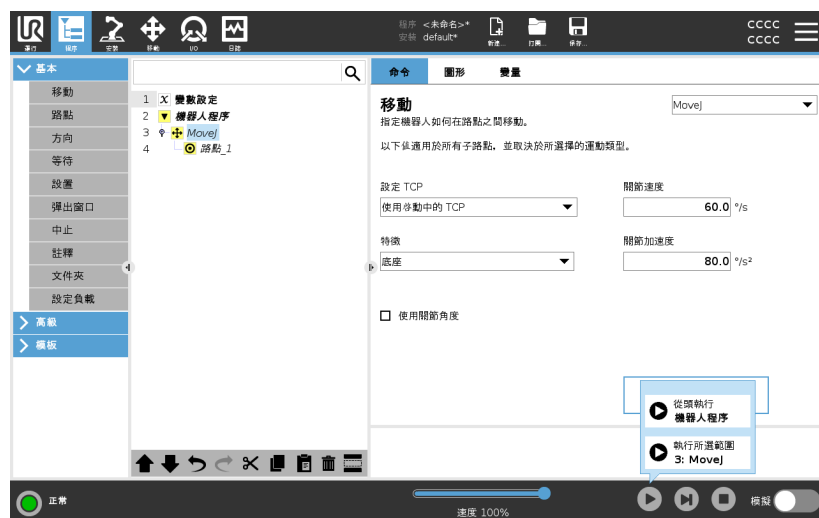 運行
程序
安裝
移動
I/O
日誌
程序 <未命名>*
安裝 default*
新建...
打開...
保存...
cccc
cccc
基本
移動
路點
方向
等待
設置
彈出窗口
中止
註釋
文件夾
設定負載
高級
模板
1 x 變數設定
2 機器人程序
3 MoveJ
4 路點_1
命令
圖形
變量
移動
MoveJ
指定機器人如何在路點之間移動。
以下值適用於所有子路點，並取決於所選擇的運動類型。
設定 TCP
使用移動中的 TCP
關節速度
60.0 °/s
特徵
底座
關節加速度
80.0 °/s²
使用關節角度
從頭執行
機器人程序
執行所選範圍
3: MoveJ
正常
速度 100%
模擬